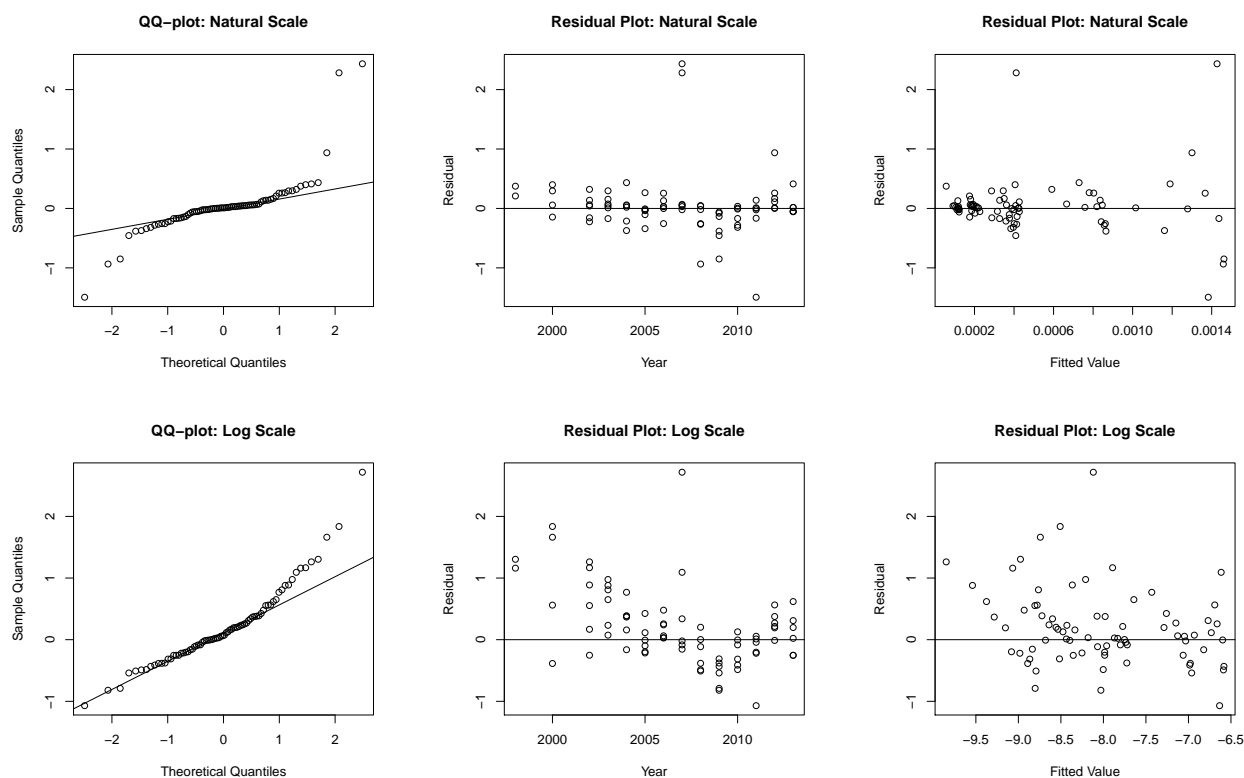 QQ−plot: Natural Scale
Sample Quantiles
2
1
0
−1
−2 −1 0 1 2
Theoretical Quantiles
Residual Plot: Natural Scale
Residual
2
1
0
−1
2000 2005 2010
Year
Residual Plot: Natural Scale
Residual
2
1
0
−1
0.0002 0.0006 0.0010 0.0014
Fitted Value
QQ−plot: Log Scale
Sample Quantiles
2
1
0
−1
−2 −1 0 1 2
Theoretical Quantiles
Residual Plot: Log Scale
Residual
2
1
0
−1
2000 2005 2010
Year
Residual Plot: Log Scale
Residual
2
1
0
−1
−9.5 −9.0 −8.5 −8.0 −7.5 −7.0 −6.5
Fitted Value